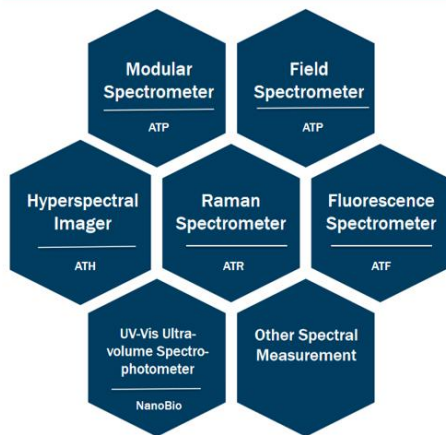 Modular
Spectrometer
ATP
Field
Spectrometer
ATP
Hyperspectral
Imager
ATH
Raman
Spectrometer
ATR
Fluorescence
Spectrometer
ATF
UV-Vis Ultra-
volume Spectro-
photometer
NanoBio
Other Spectral
Measurement